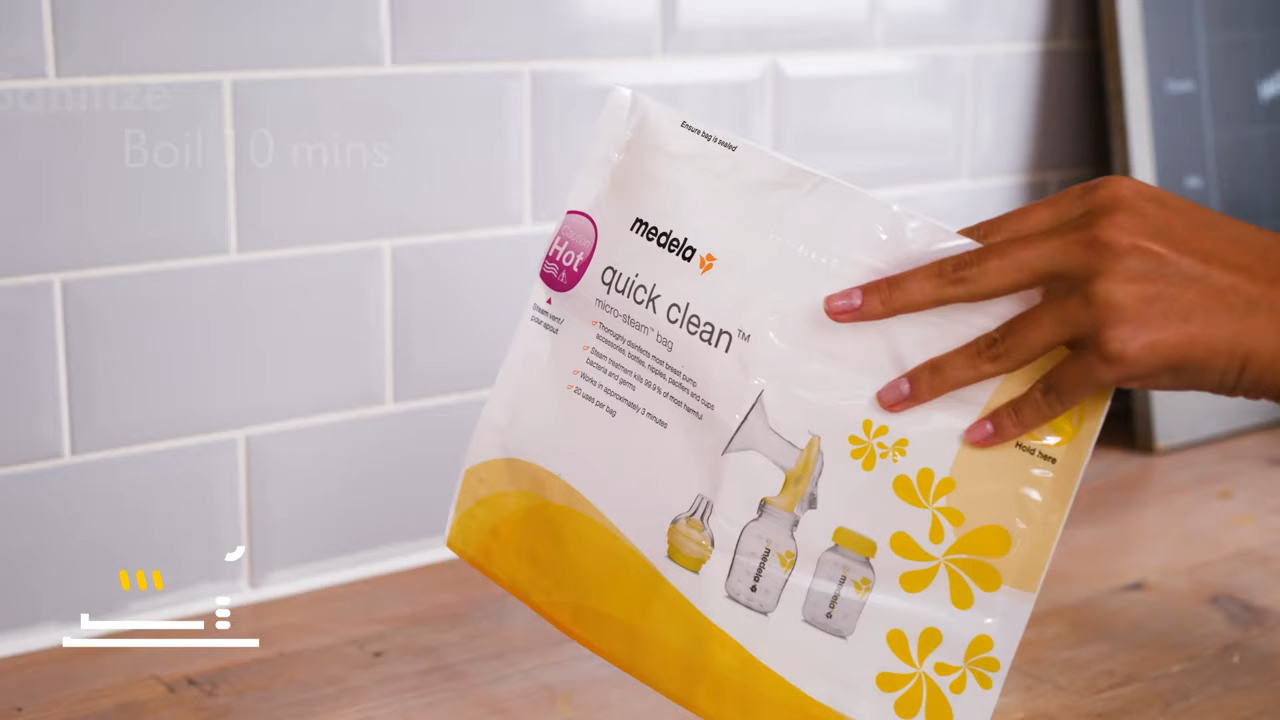 Sanitize
Boil 10 mins
Ensure bag is sealed
Caution
Hot
Steam vent /
pour spout
medela
quick clean™
micro-steam™ bag
Thoroughly disinfects most breast pump
accessories, bottles, nipples, pacifiers and cups
Steam treatment kills 99.9% of most harmful
bacteria and germs
Works in approximately 3 minutes
20 uses per bag
Hold here
medela
medela